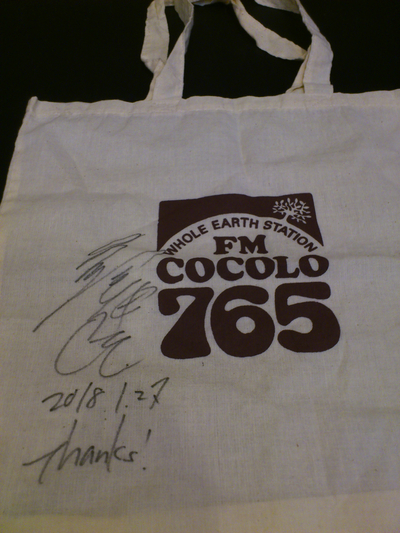 WHOLE EARTH STATION
FM
COCOLO
765
2018.1.27
Thanks!